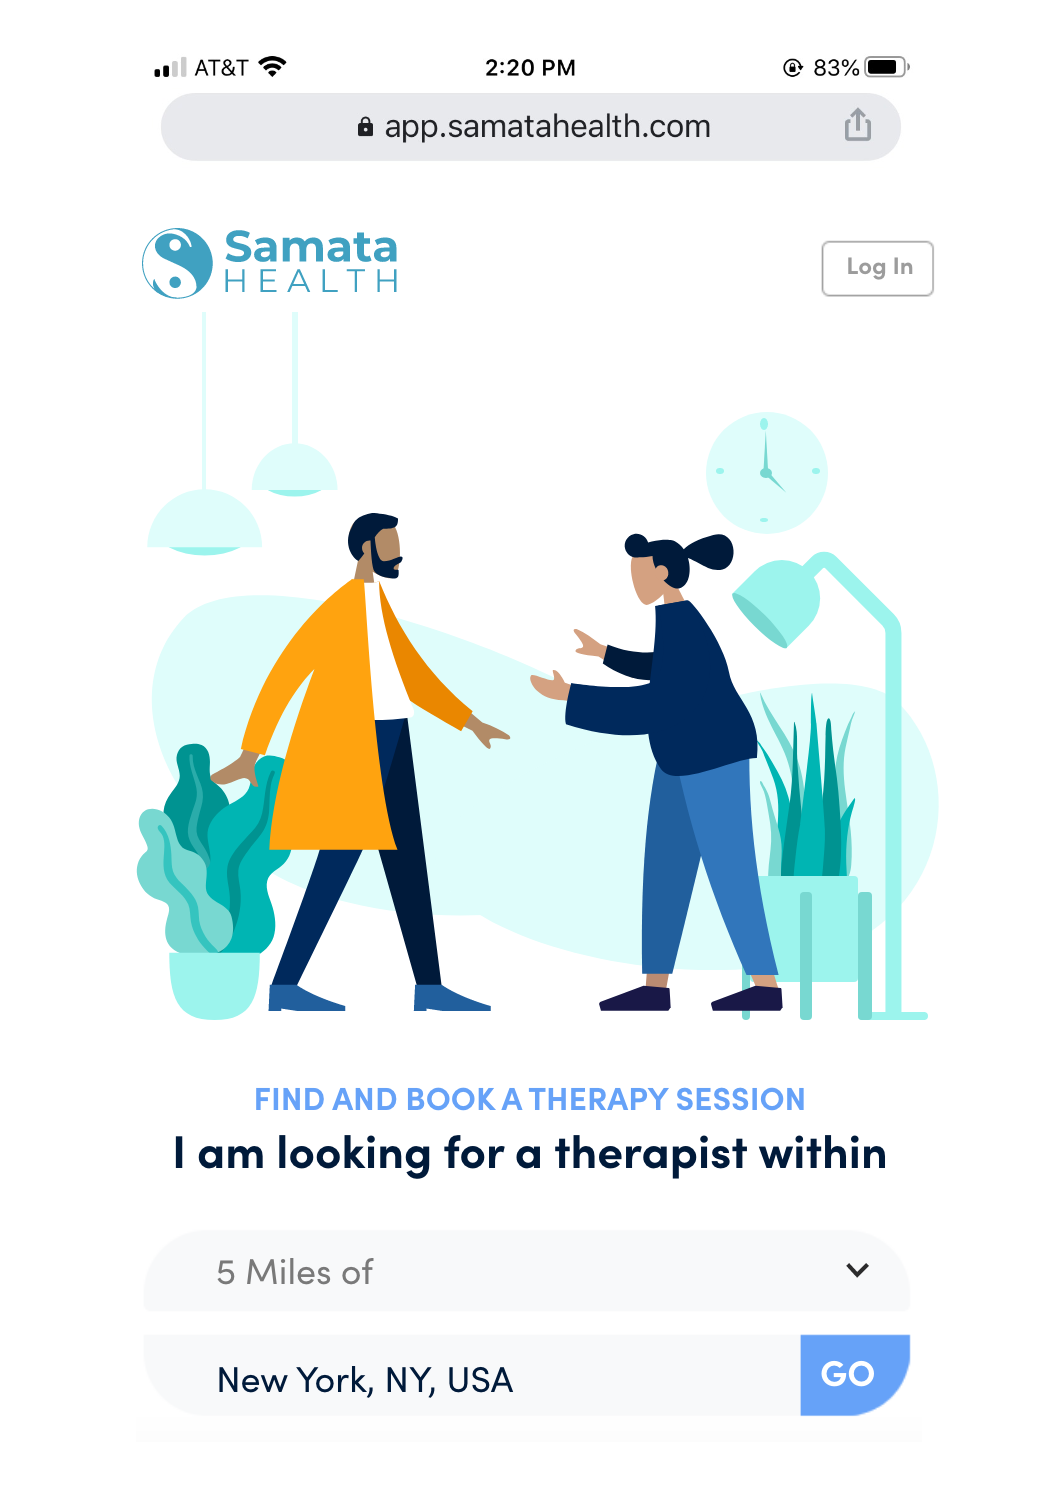 AT&T 2:20 PM 83%
app.samatahealth.com
Samata
HEALTH
Log In
FIND AND BOOK A THERAPY SESSION
I am looking for a therapist within
5 Miles of
New York, NY, USA
GO